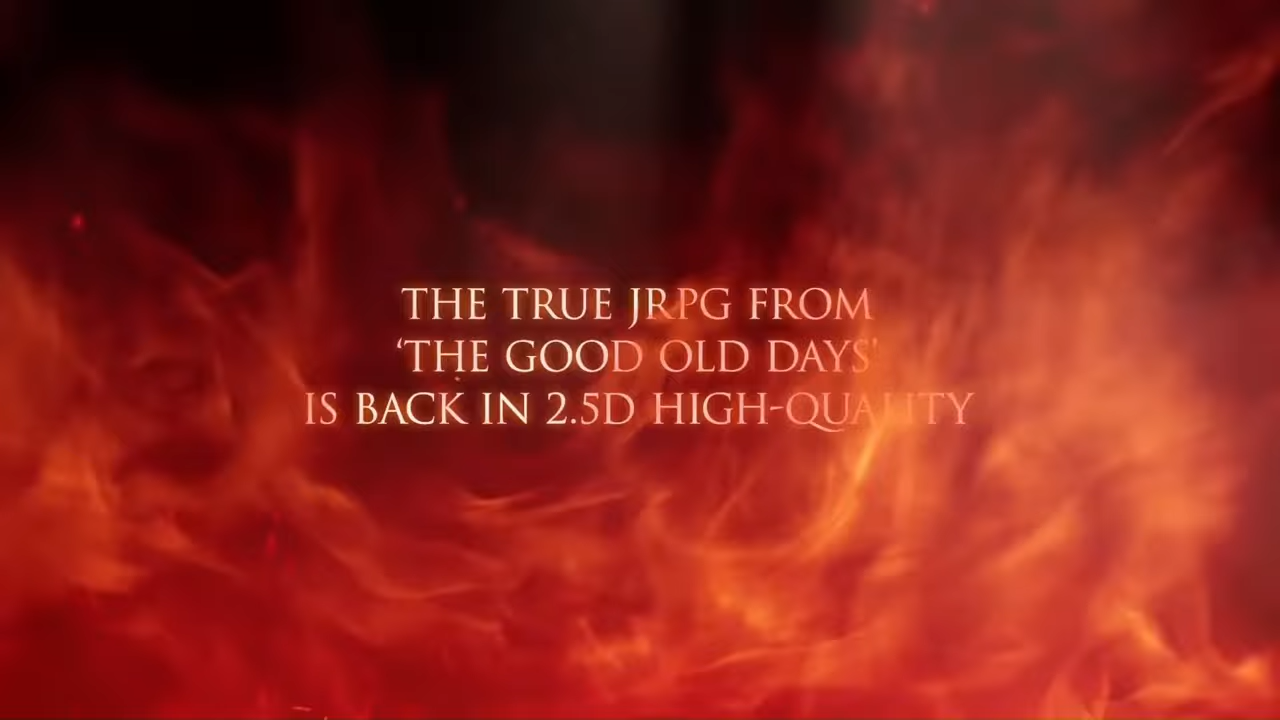 THE TRUE JRPG FROM
‘THE GOOD OLD DAYS’
IS BACK IN 2.5D HIGH-QUALITY